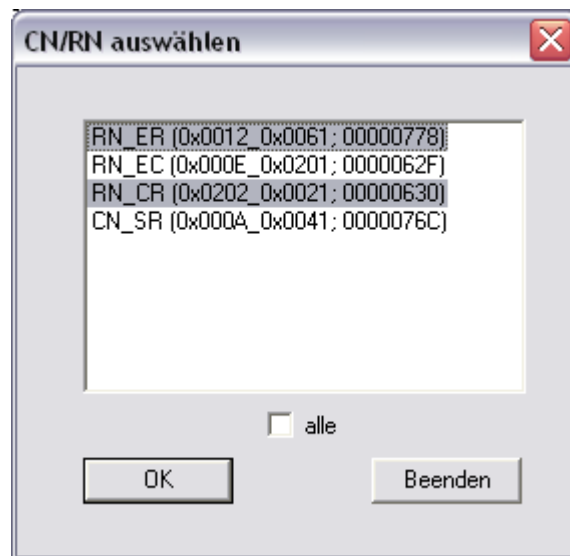 CN/RN auswählen
RN_ER (0x0012_0x0061; 00000778)
RN_EC (0x000E_0x0201; 0000062F)
RN_CR (0x0202_0x0021; 00000630)
CN_SR (0x000A_0x0041; 0000076C)
alle
OK Beenden